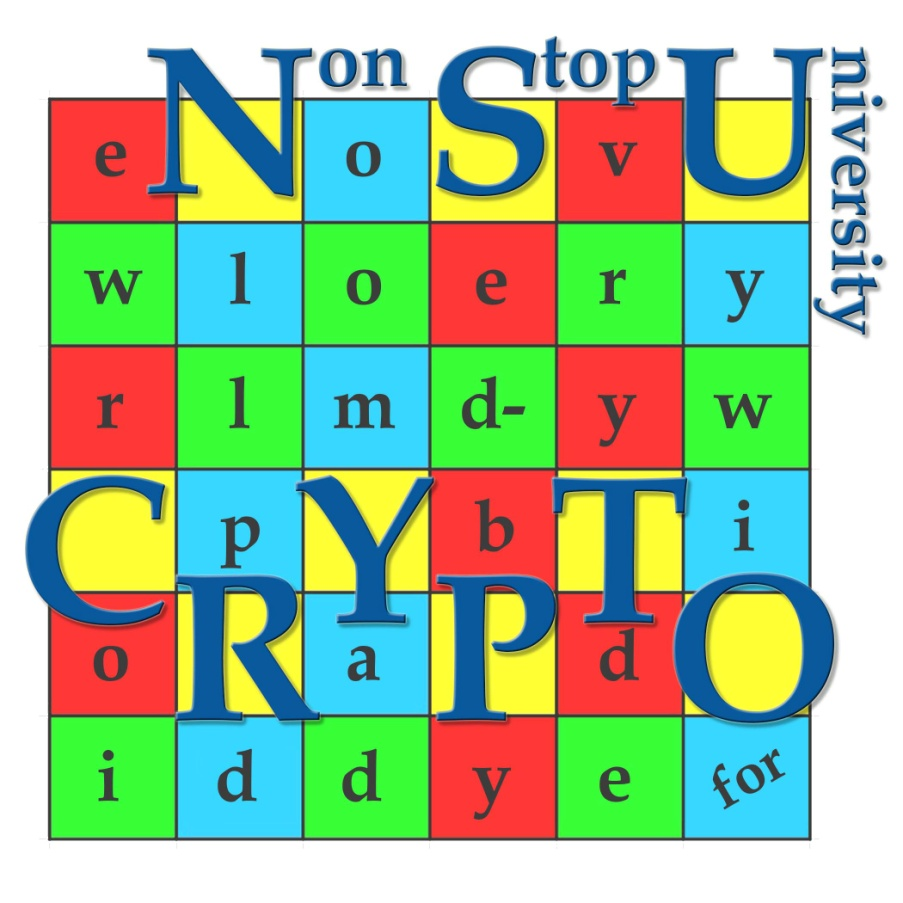 Non Stop University
e o v
w l o e r y
r l m d- y w
p b i
CRYPTO
o a d
i d d y e for